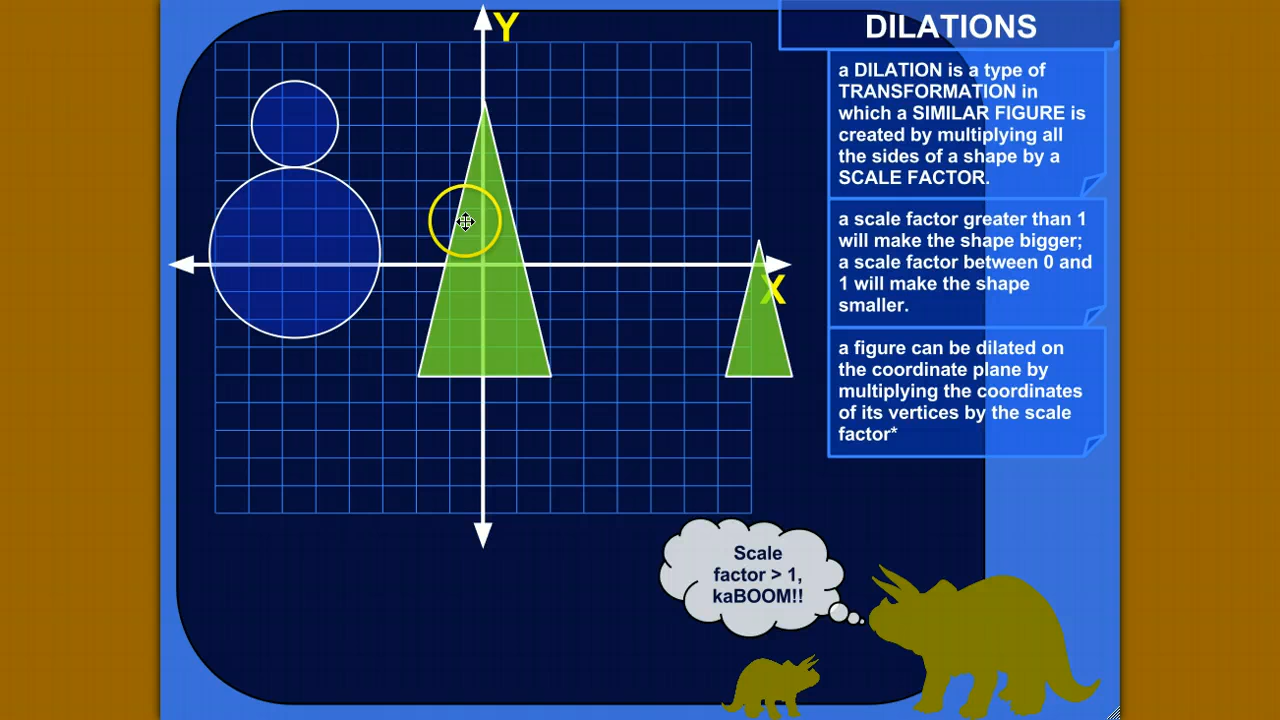 DILATIONS
a DILATION is a type of
TRANSFORMATION in
which a SIMILAR FIGURE is
created by multiplying all
the sides of a shape by a
SCALE FACTOR.
a scale factor greater than 1
will make the shape bigger;
a scale factor between 0 and
1 will make the shape
smaller.
a figure can be dilated on
the coordinate plane by
multiplying the coordinates
of its vertices by the scale
factor*
Y
X
Scale
factor > 1,
kaBOOM!!